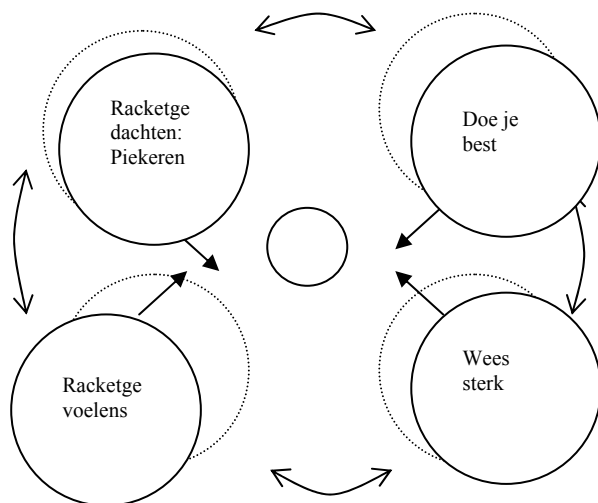 Racketge
dachten:
Piekeren
Doe je
best
Racketge
voelens
Wees
sterk